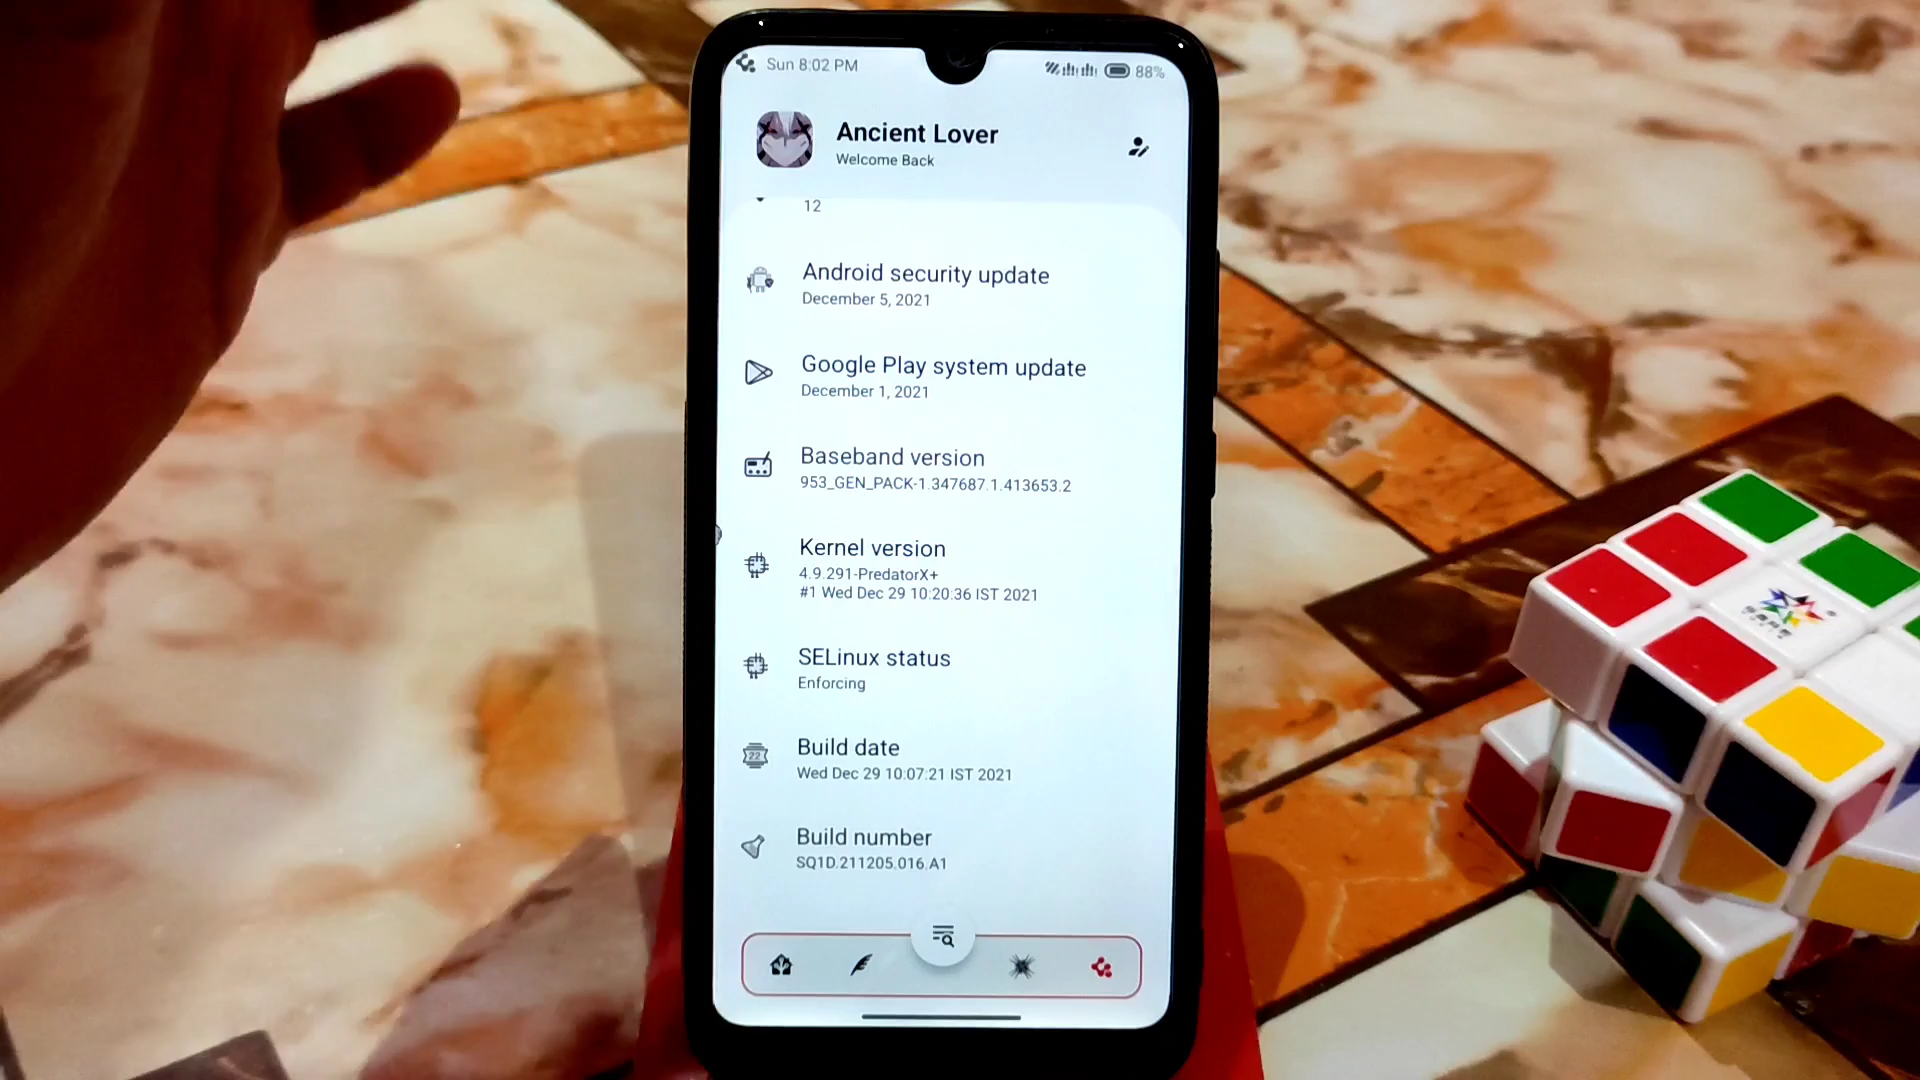 Sun 8:02 PM
88%
Ancient Lover
Welcome Back
12
Android security update
December 5, 2021
Google Play system update
December 1, 2021
Baseband version
953_GEN_PACK-1.347687.1.413653.2
Kernel version
4.9.291-PredatorX+
#1 Wed Dec 29 10:20:36 IST 2021
SELinux status
Enforcing
Build date
Wed Dec 29 10:07:21 IST 2021
Build number
SQ1D.211205.016.A1